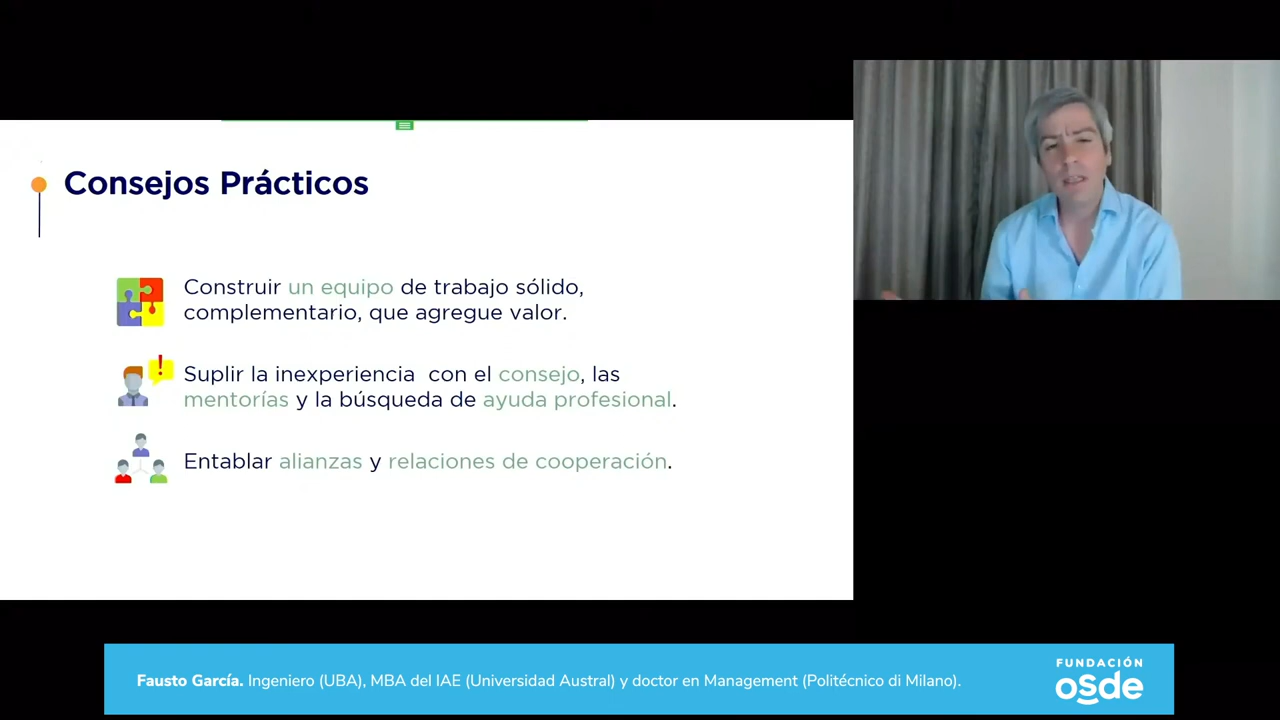 Consejos Prácticos
Construir un equipo de trabajo sólido,
complementario, que agregue valor.
Suplir la inexperiencia con el consejo, las
mentorías y la búsqueda de ayuda profesional.
Entablar alianzas y relaciones de cooperación.
Fausto García. Ingeniero (UBA), MBA del IAE (Universidad Austral) y doctor en Management (Politécnico di Milano).
FUNDACIÓN
osde